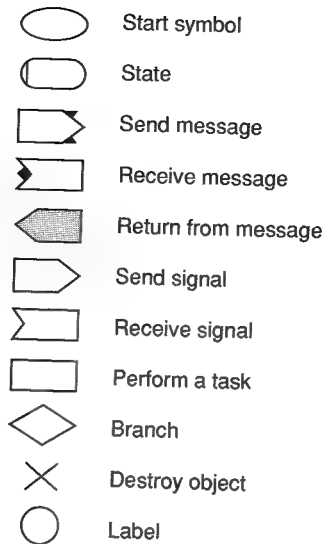 Start symbol
State
Send message
Receive message
Return from message
Send signal
Receive signal
Perform a task
Branch
Destroy object
Label